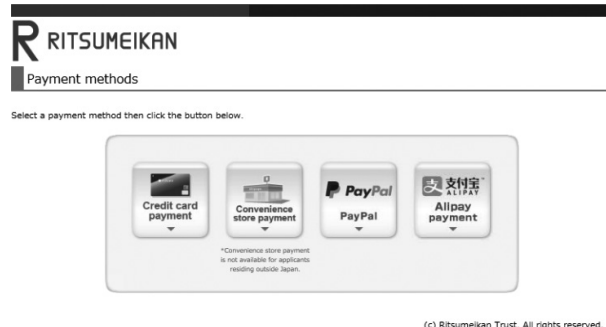 RITSUMEIKAN
Payment methods
Select a payment method then click the button below.
Credit card
payment
Convenience
store payment
PayPal
PayPal
支付宝
ALIPAY
Alipay
payment
*Convenience store payment
is not available for applicants
residing outside Japan.
(c) Ritsumeikan Trust. All rights reserved.